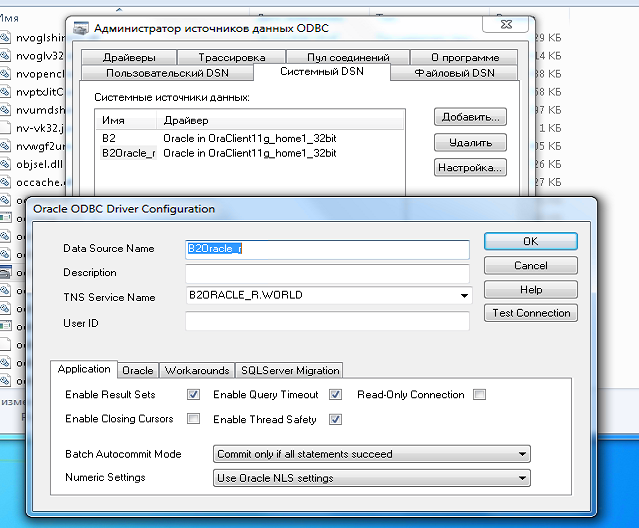 Имя
nvoglshim
29 КБ
nvoglv32
64 КБ
nvopencl
38 КБ
nvptxJitC
57 КБ
nvumdsh
97 КБ
nv-vk32.j
1 КБ
nvwgf2ur
05 КБ
objsel.dll
06 КБ
occache.d
27 КБ
Администратор источников данных ODBC
Драйверы Трассировка Пул соединений О программе
Пользовательский DSN Системный DSN Файловый DSN
Системные источники данных:
Имя Драйвер
B2 Oracle in OraClient11g_home1_32bit
B2Oracle_r Oracle in OraClient11g_home1_32bit
Добавить...
Удалить
Настройка...
Oracle ODBC Driver Configuration
Data Source Name B2Oracle_r
Description
TNS Service Name B2ORACLE_R.WORLD
User ID
OK
Cancel
Help
Test Connection
Application Oracle Workarounds SQLServer Migration
Enable Result Sets Enable Query Timeout Read-Only Connection
Enable Closing Cursors Enable Thread Safety
Batch Autocommit Mode Commit only if all statements succeed
Numeric Settings Use Oracle NLS settings